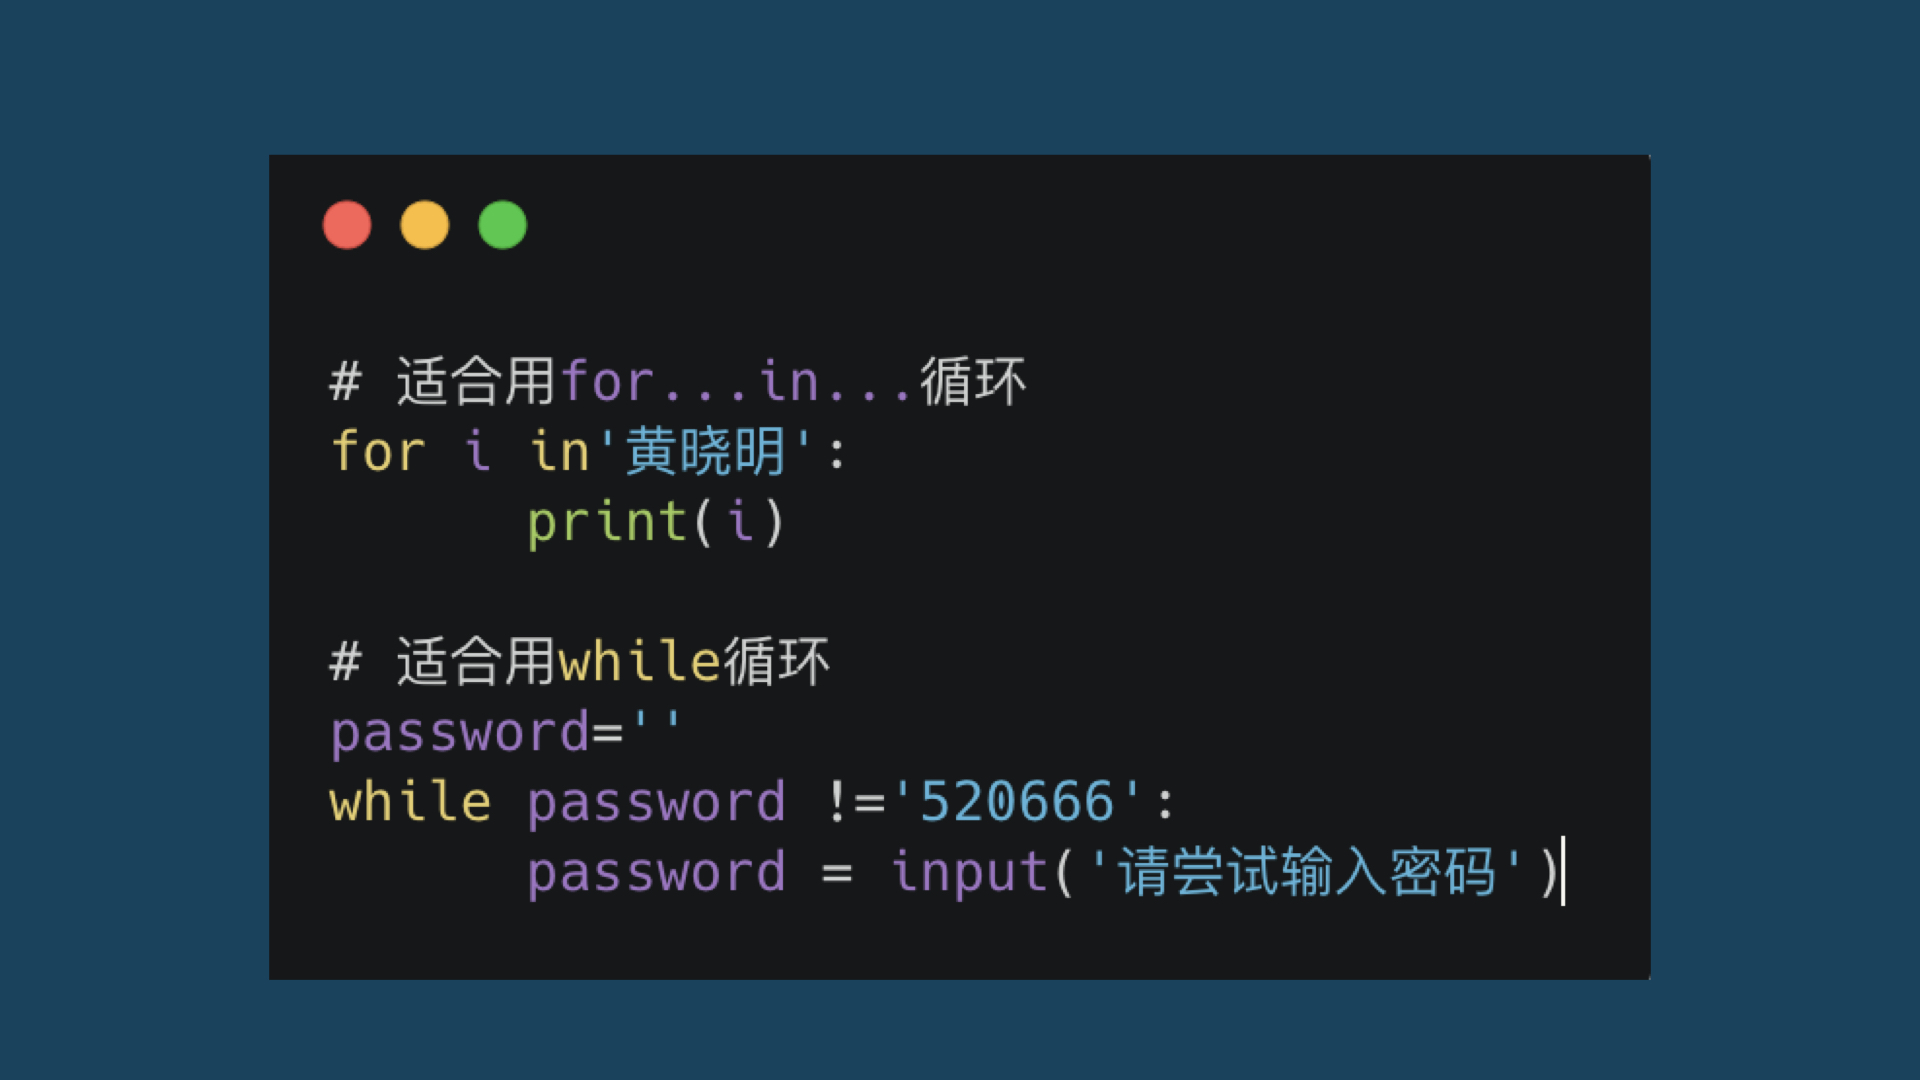 # 适合用for...in...循环
for i in'黄晓明':
      print(i)
# 适合用while循环
password=''
while password !='520666':
      password = input('请尝试输入密码')